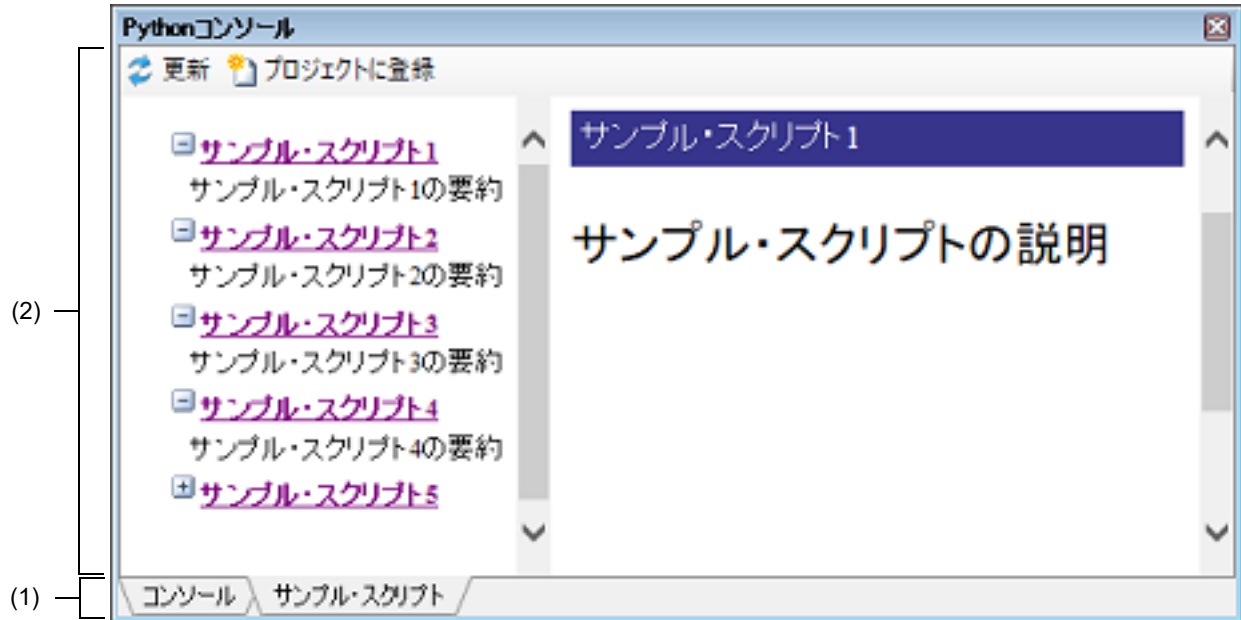 Pythonコンソール
更新 プロジェクトに登録
サンプル・スクリプト1
サンプル・スクリプト1の要約
サンプル・スクリプト2
サンプル・スクリプト2の要約
サンプル・スクリプト3
サンプル・スクリプト3の要約
サンプル・スクリプト4
サンプル・スクリプト4の要約
サンプル・スクリプト5
サンプル・スクリプト1
サンプル・スクリプトの説明
(2)
(1)
コンソール サンプル・スクリプト